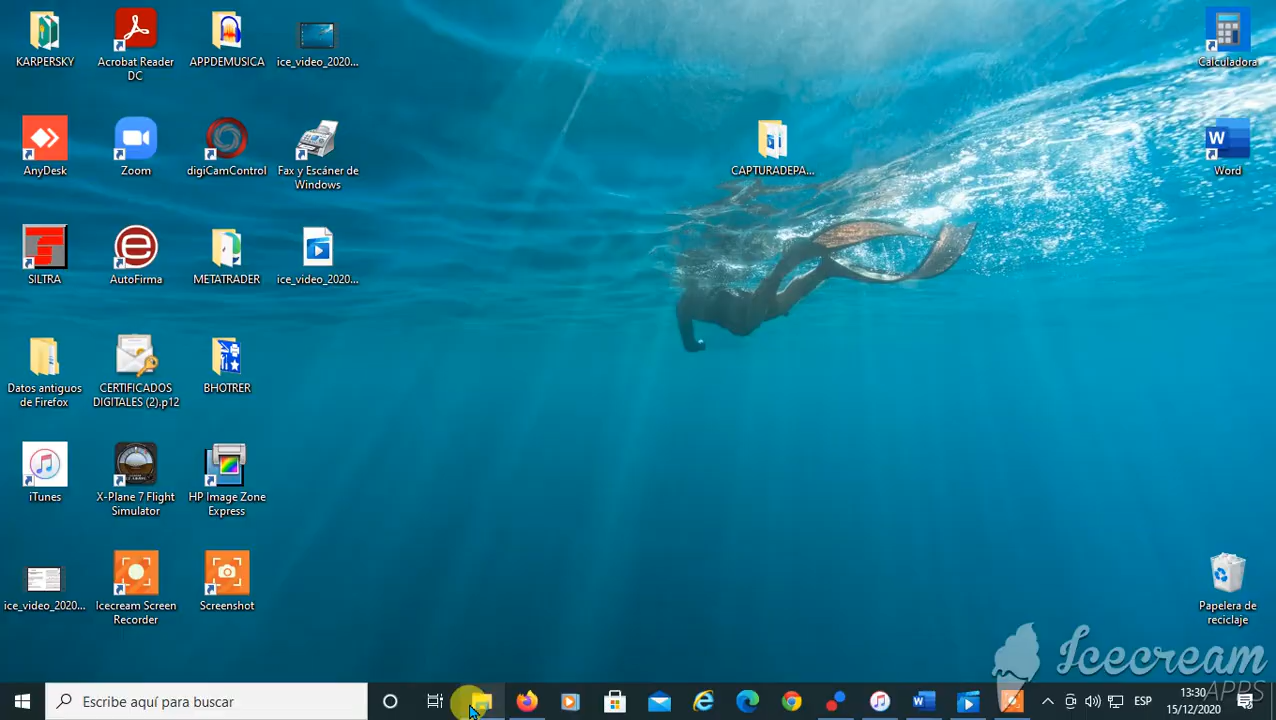 KARPERSKY
Acrobat Reader
DC
APPDEMUSICA
ice_video_2020...
Calculadora
AnyDesk
Zoom
digiCamControl
Fax y Escáner de
Windows
CAPTURADEPA...
W
Word
SILTRA
AutoFirma
METATRADER
ice_video_2020...
Datos antiguos
de Firefox
CERTIFICADOS
DIGITALES (2).p12
BHOTRER
iTunes
X-Plane 7 Flight
Simulator
HP Image Zone
Express
ice_video_2020...
Icecream Screen
Recorder
Screenshot
Papelera de
reciclaje
Icecream
APPS
Escribe aquí para buscar
W
ESP
13:30
15/12/2020